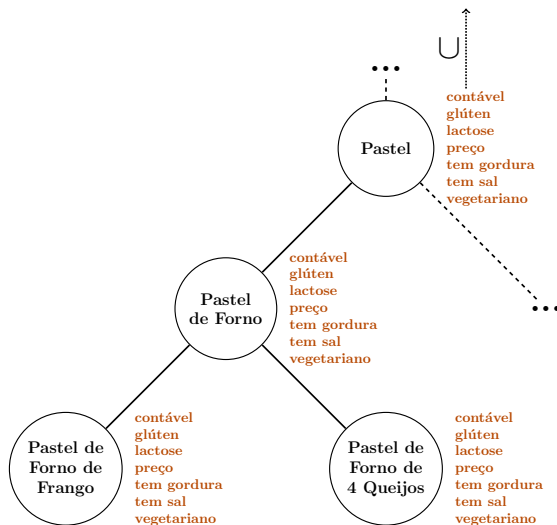 ∪
•••
Pastel
contável
glúten
lactose
preço
tem gordura
tem sal
vegetariano
•••
Pastel
de Forno
contável
glúten
lactose
preço
tem gordura
tem sal
vegetariano
Pastel de
Forno de
Frango
contável
glúten
lactose
preço
tem gordura
tem sal
vegetariano
Pastel de
Forno de
4 Queijos
contável
glúten
lactose
preço
tem gordura
tem sal
vegetariano